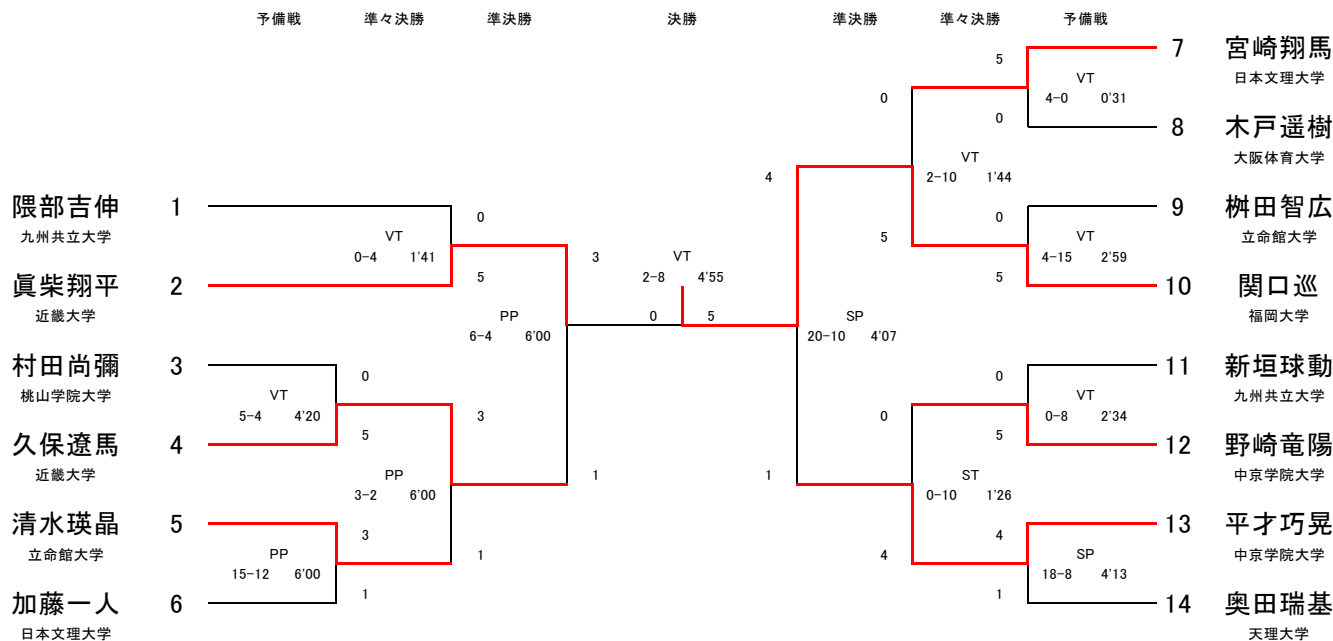 予備戦 準々決勝 準決勝 決勝 準決勝 準々決勝 予備戦
隈部吉伸 1
九州共立大学
眞柴翔平 2
近畿大学
村田尚彌 3
桃山学院大学
久保遼馬 4
近畿大学
清水瑛晶 5
立命館大学
加藤一人 6
日本文理大学
VT
5-4 4'20
PP
15-12 6'00
VT
0-4 1'41
0
5
3
1
PP
3-2 6'00
0
5
3
1
PP
6-4 6'00
3
1
VT
2-8 4'55
0 5
4
1
SP
20-10 4'07
0
5
0
4
VT
2-10 1'44
ST
0-10 1'26
5
0
0
5
0
5
4
1
VT
4-0 0'31
VT
4-15 2'59
VT
0-8 2'34
SP
18-8 4'13
7 宮崎翔馬
日本文理大学
8 木戸遥樹
大阪体育大学
9 桝田智広
立命館大学
10 関口巡
福岡大学
11 新垣球動
九州共立大学
12 野崎竜陽
中京学院大学
13 平才巧晃
中京学院大学
14 奥田瑞基
天理大学